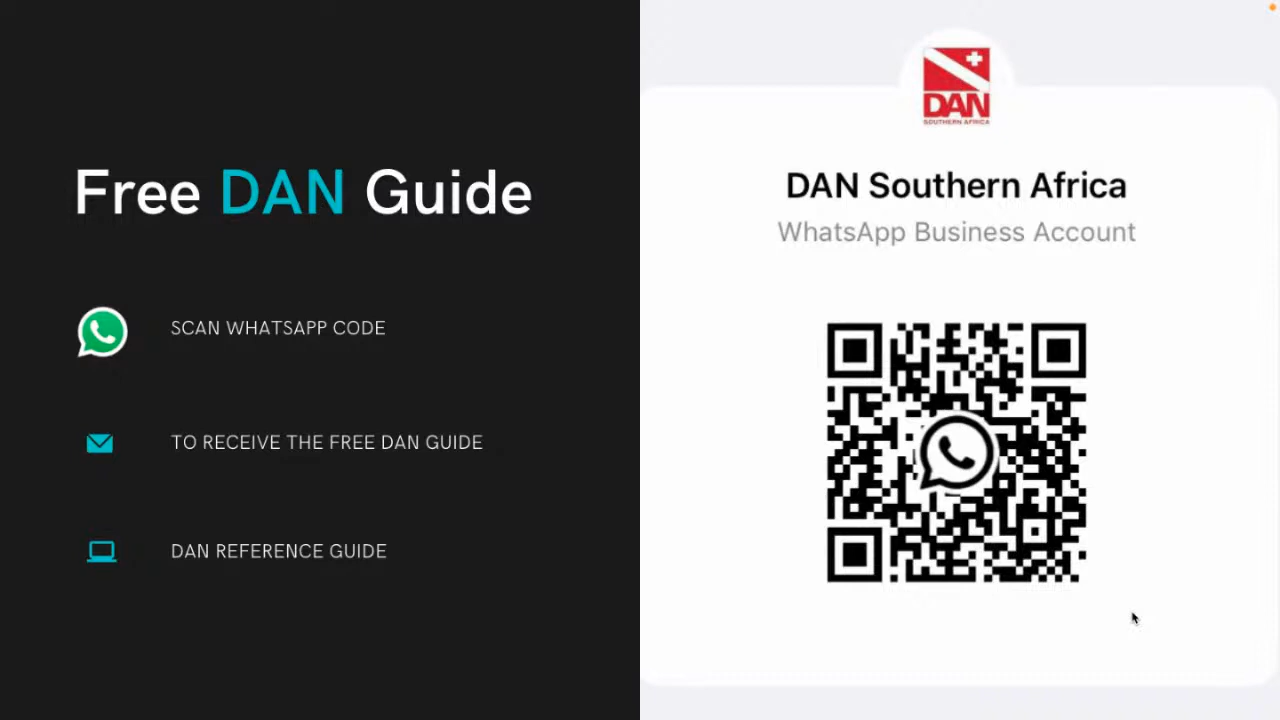 Free DAN Guide
SCAN WHATSAPP CODE
TO RECEIVE THE FREE DAN GUIDE
DAN REFERENCE GUIDE
DAN
SOUTHERN AFRICA
DAN Southern Africa
WhatsApp Business Account